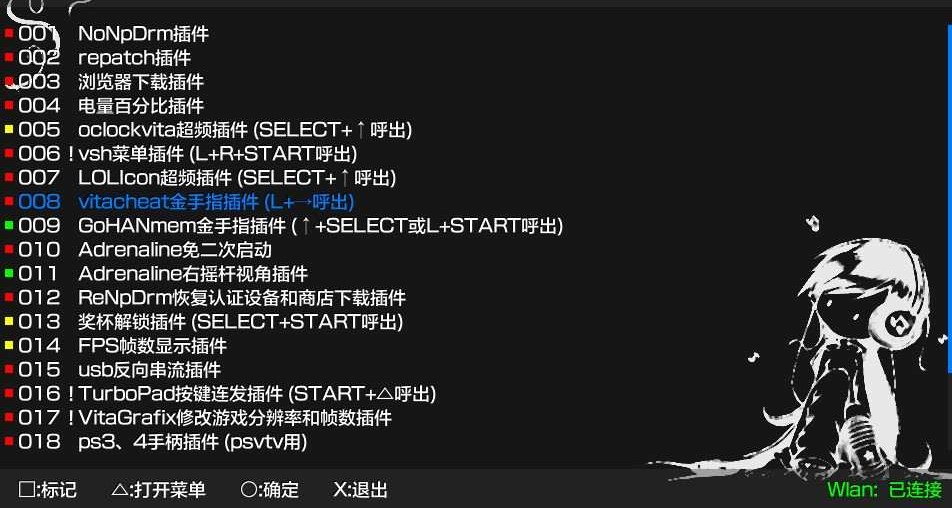 001 NoNpDrm插件
002 repatch插件
003 浏览器下载插件
004 电量百分比插件
005 oclockvita超频插件 (SELECT+↑呼出)
006 ! vsh菜单插件 (L+R+START呼出)
007 LOLIcon超频插件 (SELECT+↑呼出)
008 vitacheat金手指插件 (L+→呼出)
009 GoHANmem金手指插件 (↑+SELECT或L+START呼出)
010 Adrenaline免二次启动
011 Adrenaline右摇杆视角插件
012 ReNpDrm恢复认证设备和商店下载插件
013 奖杯解锁插件 (SELECT+START呼出)
014 FPS帧数显示插件
015 usb反向串流插件
016 ! TurboPad按键连发插件 (START+△呼出)
017 ! VitaGrafix修改游戏分辨率和帧数插件
018 ps3、4手柄插件 (psvtv用)
□:标记 △:打开菜单 ○:确定 X:退出 Wlan: 已连接